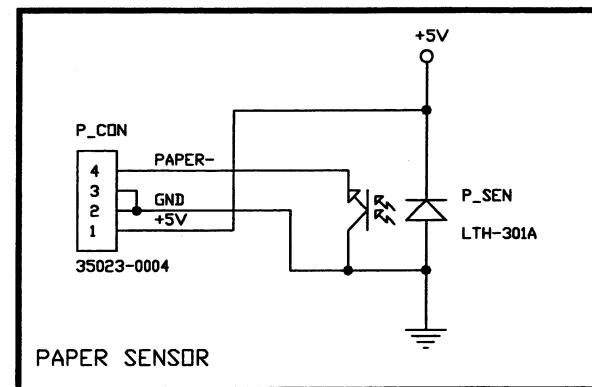 +5V
P_CON
4
PAPER-
3
2
GND
1
+5V
35023-0004
P_SEN
LTH-301A
PAPER SENSOR